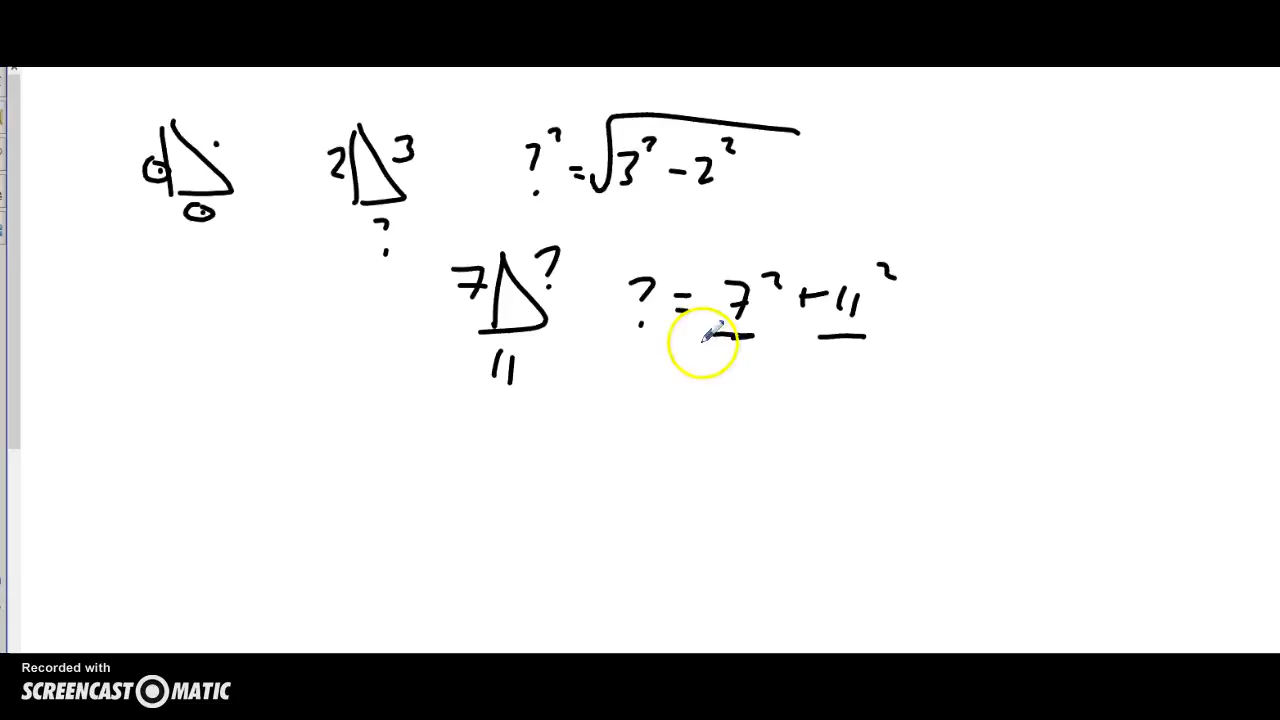 2 3 ?² = √3² - 2²
?
7 ? ? = 7² + 11²
11
Recorded with
SCREENCAST MATIC